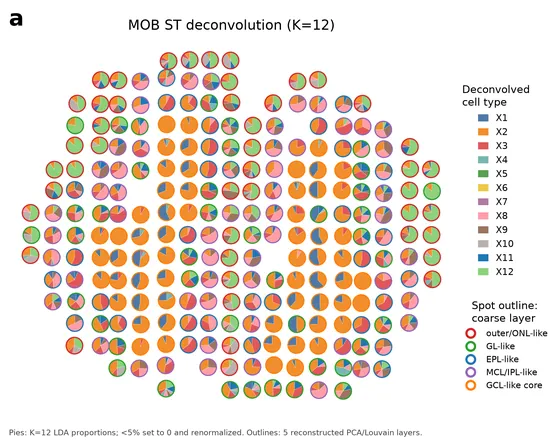 a
MOB ST deconvolution (K=12)
Deconvolved
cell type
X1
X2
X3
X4
X5
X6
X7
X8
X9
X10
X11
X12
Spot outline:
coarse layer
outer/ONL-like
GL-like
EPL-like
MCL/IPL-like
GCL-like core
Pies: K=12 LDA proportions; <5% set to 0 and renormalized. Outlines: 5 reconstructed PCA/Louvain layers.